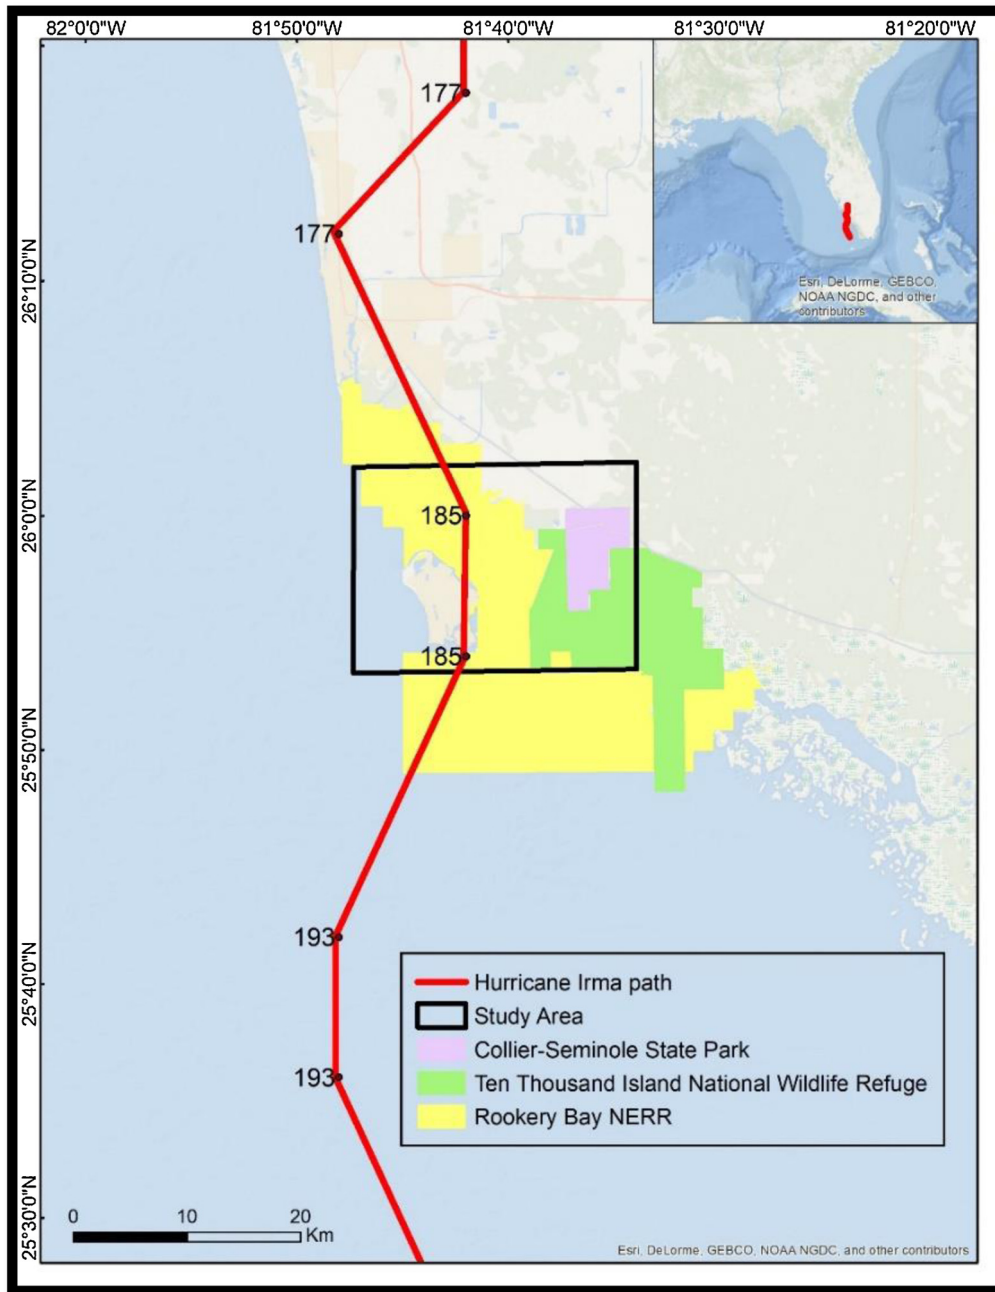 82°0'0"W 81°50'0"W 81°40'0"W 81°30'0"W 81°20'0"W
177
177
26°10'0"N
Esri, DeLorme, GEBCO,
NOAA NGDC, and other
contributors
185
26°0'0"N
185
25°50'0"N
193
25°40'0"N
193
25°30'0"N
Hurricane Irma path
Study Area
Collier-Seminole State Park
Ten Thousand Island National Wildlife Refuge
Rookery Bay NERR
0 10 20
Km
Esri, DeLorme, GEBCO, NOAA NGDC, and other contributors